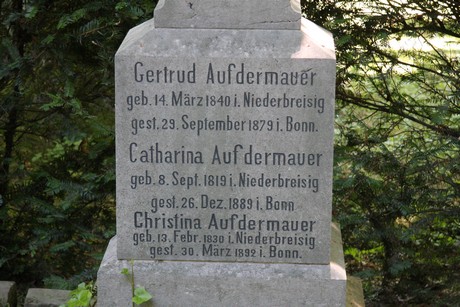 Gertrud Aufdermauer
geb. 14. März 1840 i. Niederbreisig
gest. 29. September 1879 i. Bonn.
Catharina Aufdermauer
geb. 8. Sept. 1819 i. Niederbreisig
gest. 26. Dez. 1889 i. Bonn
Christina Aufdermauer
geb. 13. Febr. 1830 i. Niederbreisig
gest. 30. März 1892 i. Bonn.